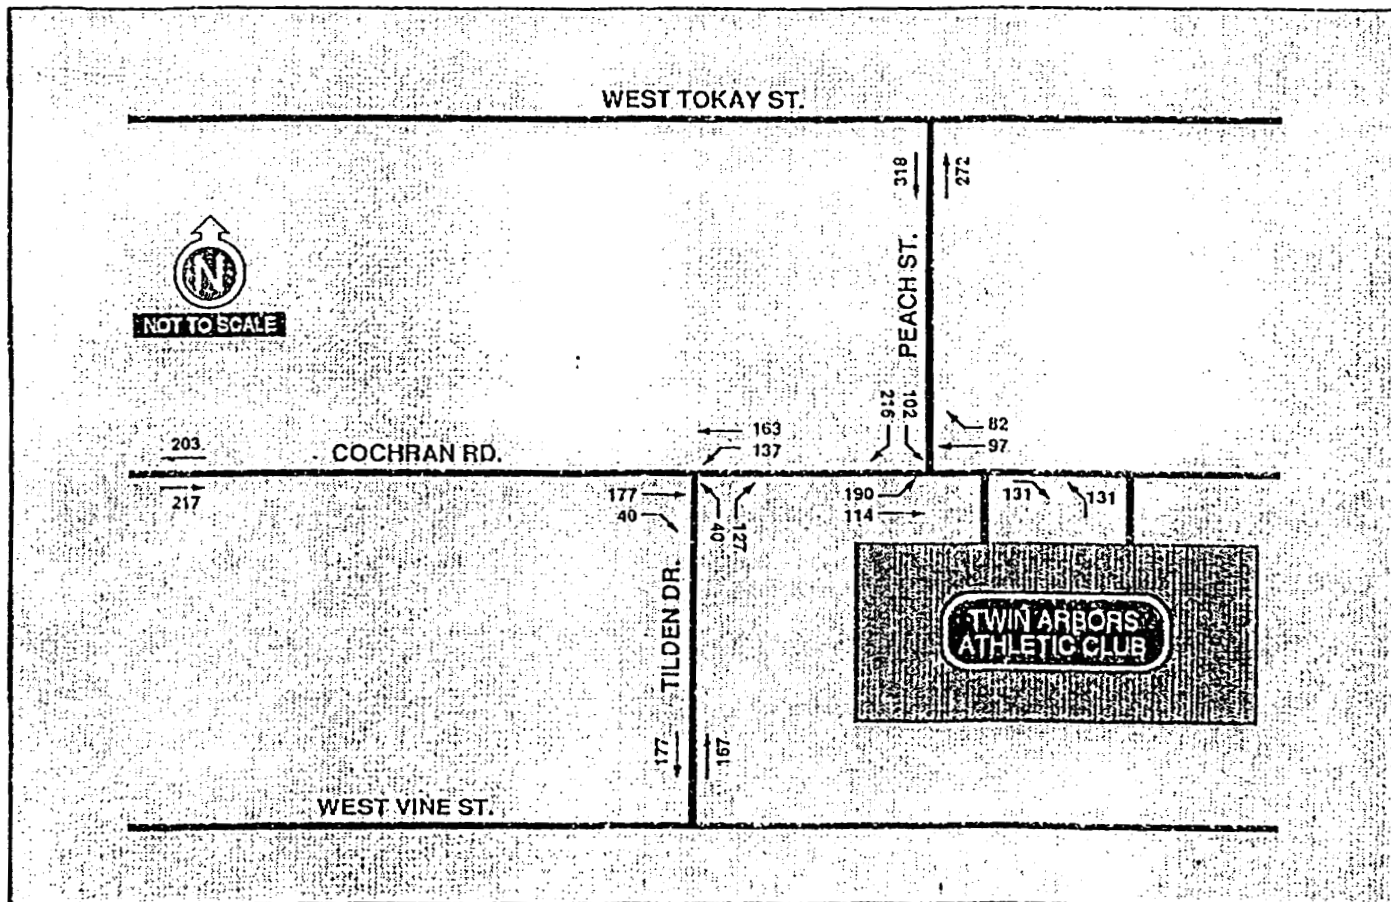 WEST TOKAY ST.
318
272
PEACH ST.
N
NOT TO SCALE
216
102
82
97
203
COCHRAN RD.
163
137
217
177
40
40
127
190
114
131
131
TILDEN DR.
TWIN ARBORS
ATHLETIC CLUB
177
167
WEST VINE ST.